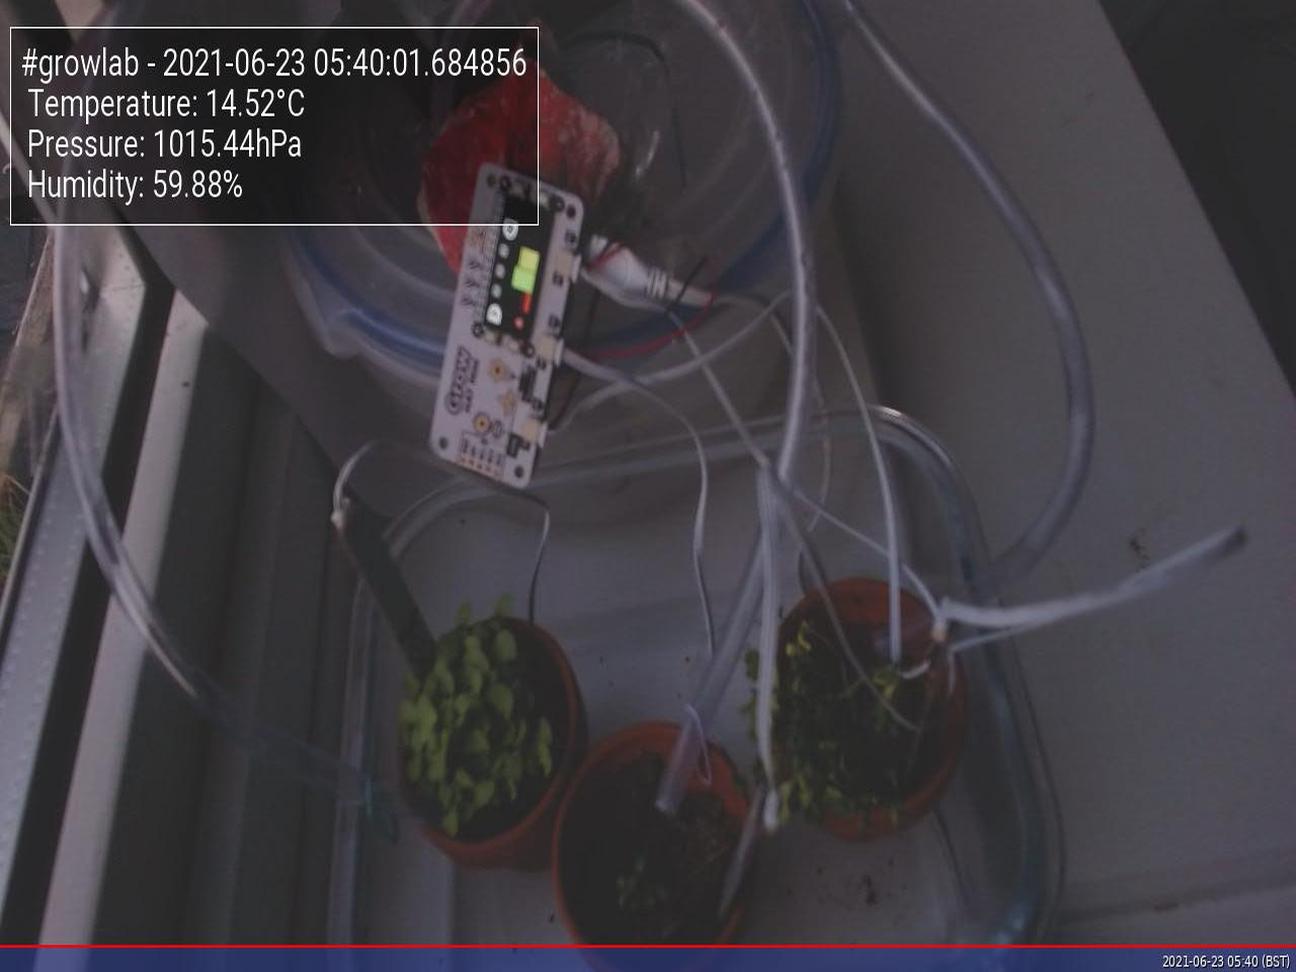 #growlab - 2021-06-23 05:40:01.684856
Temperature: 14.52°C
Pressure: 1015.44hPa
Humidity: 59.88%
GROW
2021-06-23 05:40 (BST)